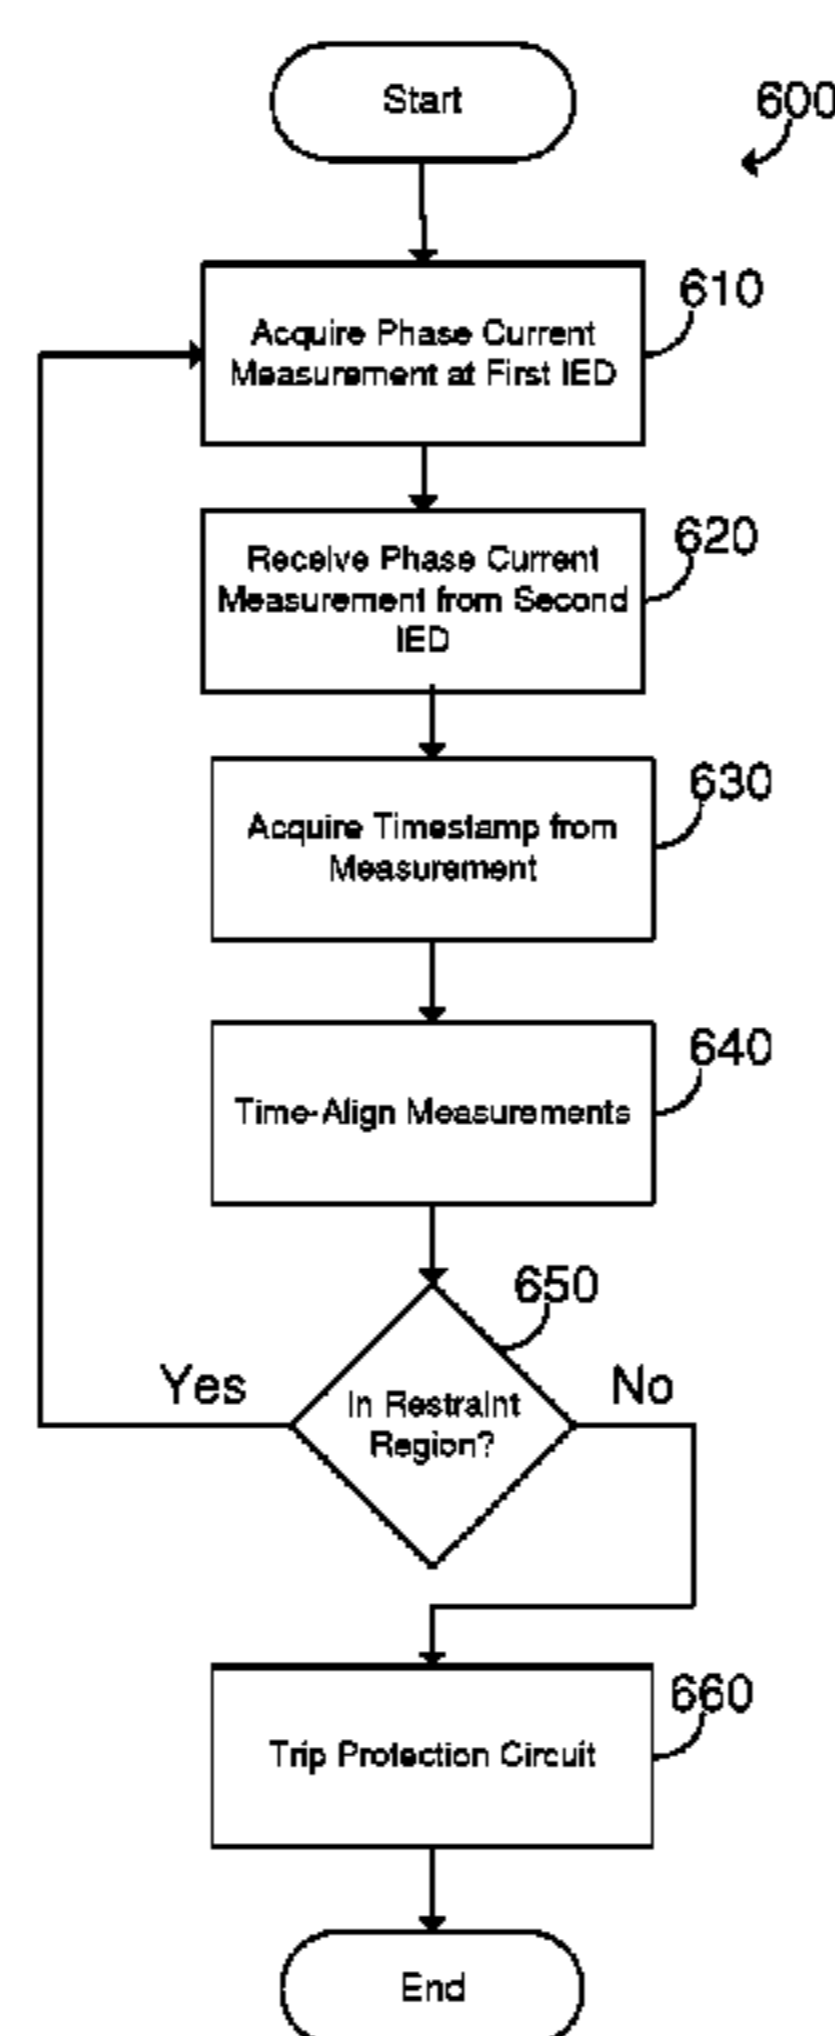 Start
600
Acquire Phase Current
Measurement at First IED
610
Receive Phase Current
Measurement from Second
IED
620
Acquire Timestamp from
Measurement
630
Time-Align Measurements
640
650
Yes
In Restraint
Region?
No
Trip Protection Circuit
660
End